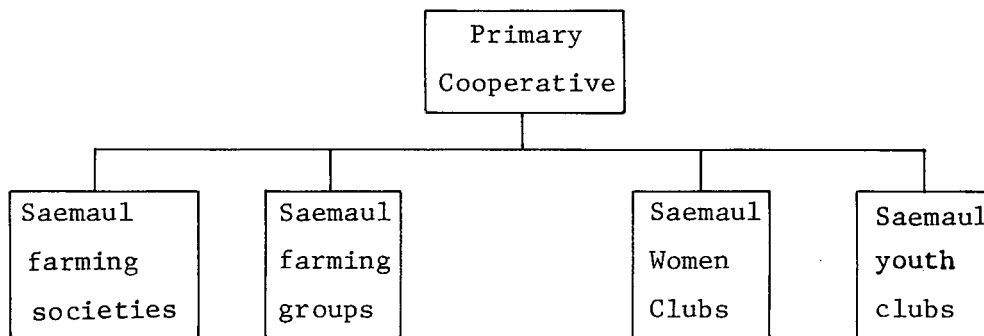 Primary
Cooperative
Saemaul
farming
societies
Saemaul
farming
groups
Saemaul
Women
Clubs
Saemaul
youth
clubs